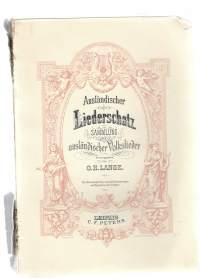 Ausländischer
Liederschatz.
SAMMLUNG
ausländischer Volkslieder
O.H. LANGE.
LEIPZIG
C. F. PETERS.